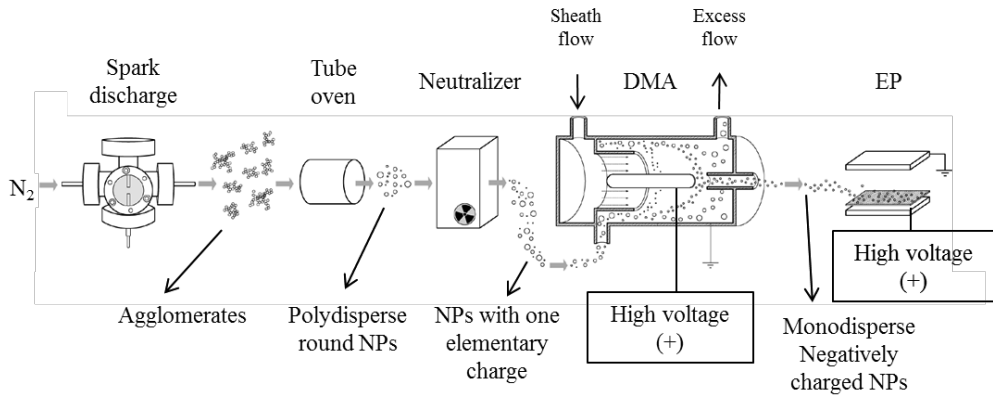 Sheath
flow
Excess
flow
Spark
discharge
Tube
oven
Neutralizer
DMA
EP
N2
High voltage
(+)
Agglomerates
Polydisperse
round NPs
NPs with one
elementary
charge
High voltage
(+)
Monodisperse
Negatively
charged NPs